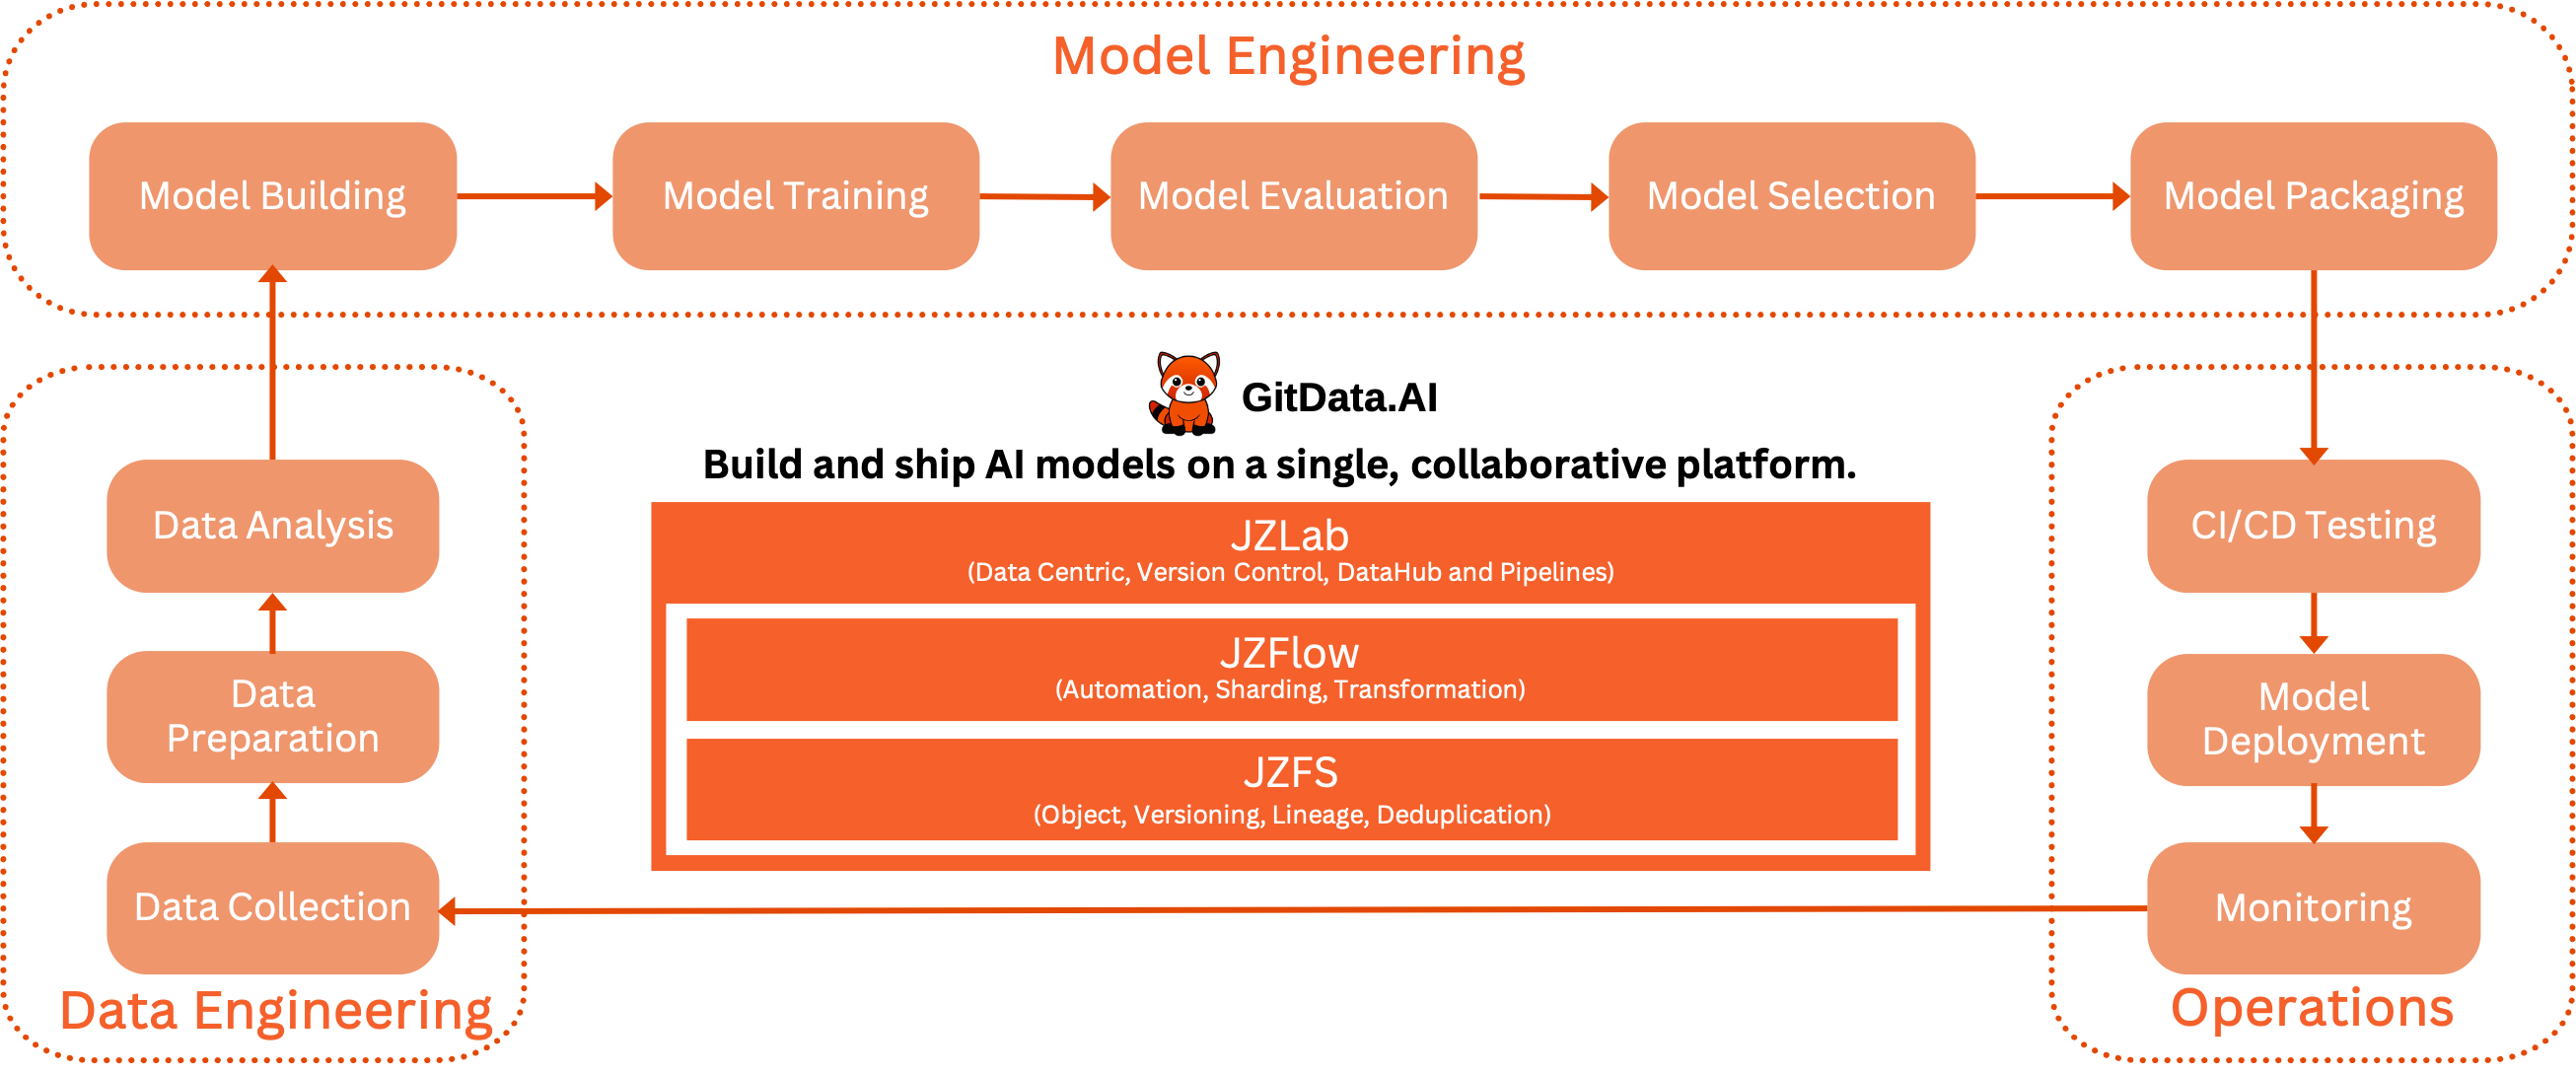 Model Engineering
Model Building
Model Training
Model Evaluation
Model Selection
Model Packaging
GitData.AI
Build and ship AI models on a single, collaborative platform.
JZLab
(Data Centric, Version Control, DataHub and Pipelines)
JZFlow
(Automation, Sharding, Transformation)
JZFS
(Object, Versioning, Lineage, Deduplication)
Data Analysis
Data
Preparation
Data Collection
Data Engineering
CI/CD Testing
Model
Deployment
Monitoring
Operations